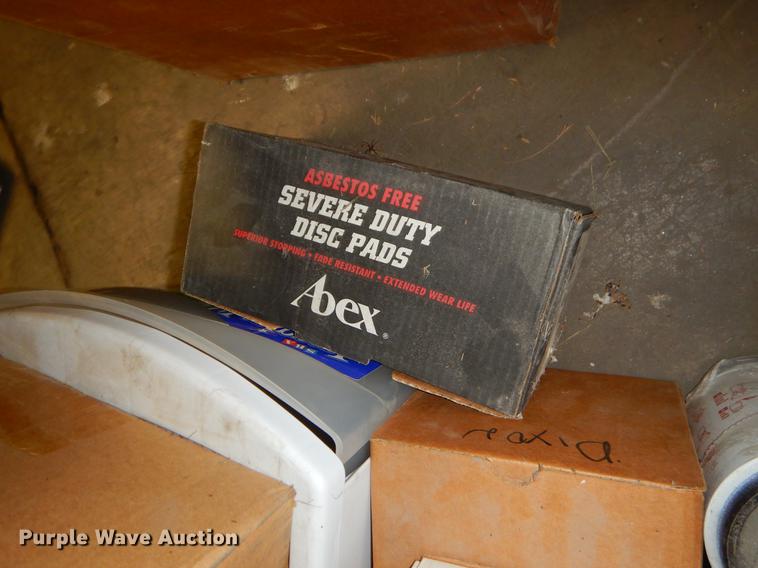 ASBESTOS FREE
SEVERE DUTY
DISC PADS
SUPERIOR STOPPING • FADE RESISTANT • EXTENDED WEAR LIFE
Abex®
Purple Wave Auction